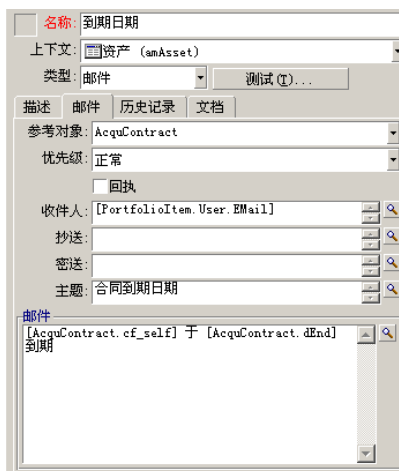 名称: 到期日期
上下文: 资产 (amAsset)
类型: 邮件 测试(T)...
描述 邮件 历史记录 文档
参考对象: AcquContract
优先级: 正常
回执
收件人: [PortfolioItem.User.EMail]
抄送:
密送:
主题: 合同到期日期
邮件
[AcquContract.cf_self] 于 [AcquContract.dEnd]
到期